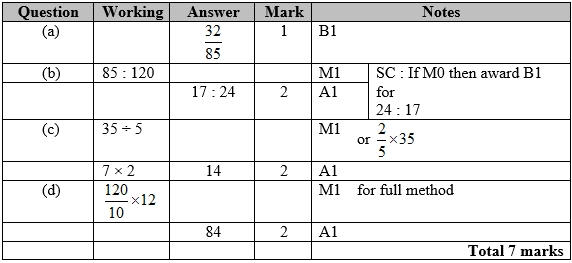 Question Working Answer Mark Notes
(a) 32/85 1 B1
(b) 85 : 120 M1 SC : If M0 then award B1
17 : 24 2 A1 for
24 : 17
(c) 35 ÷ 5 M1 or 2/5 ×35
7 × 2 14 2 A1
(d) 120/10 ×12 M1 for full method
84 2 A1
Total 7 marks